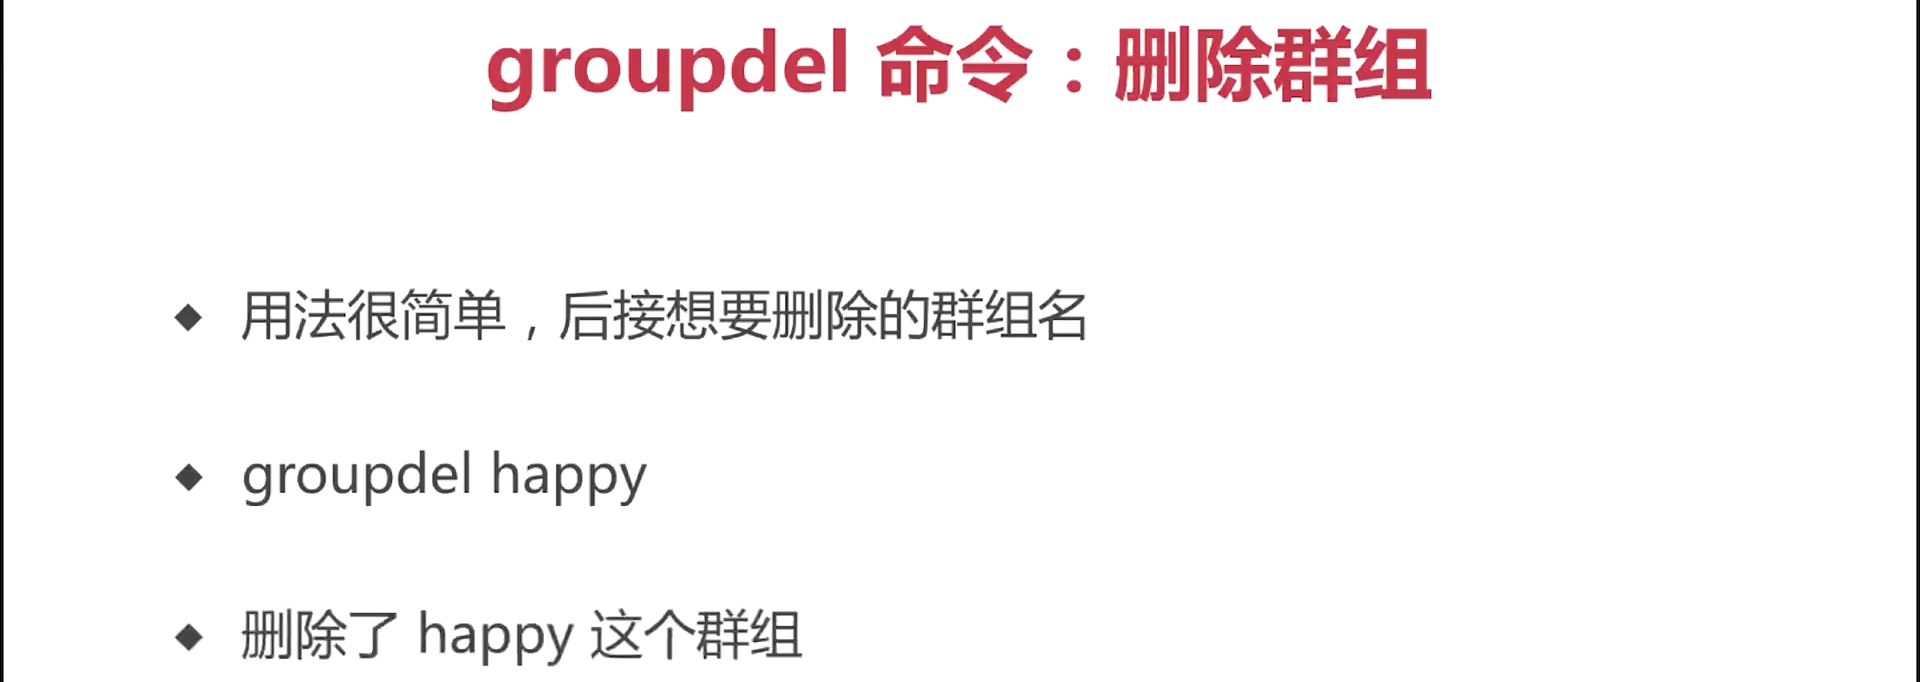 groupdel 命令：删除群组
◆ 用法很简单，后接想要删除的群组名
◆ groupdel happy
◆ 删除了 happy 这个群组